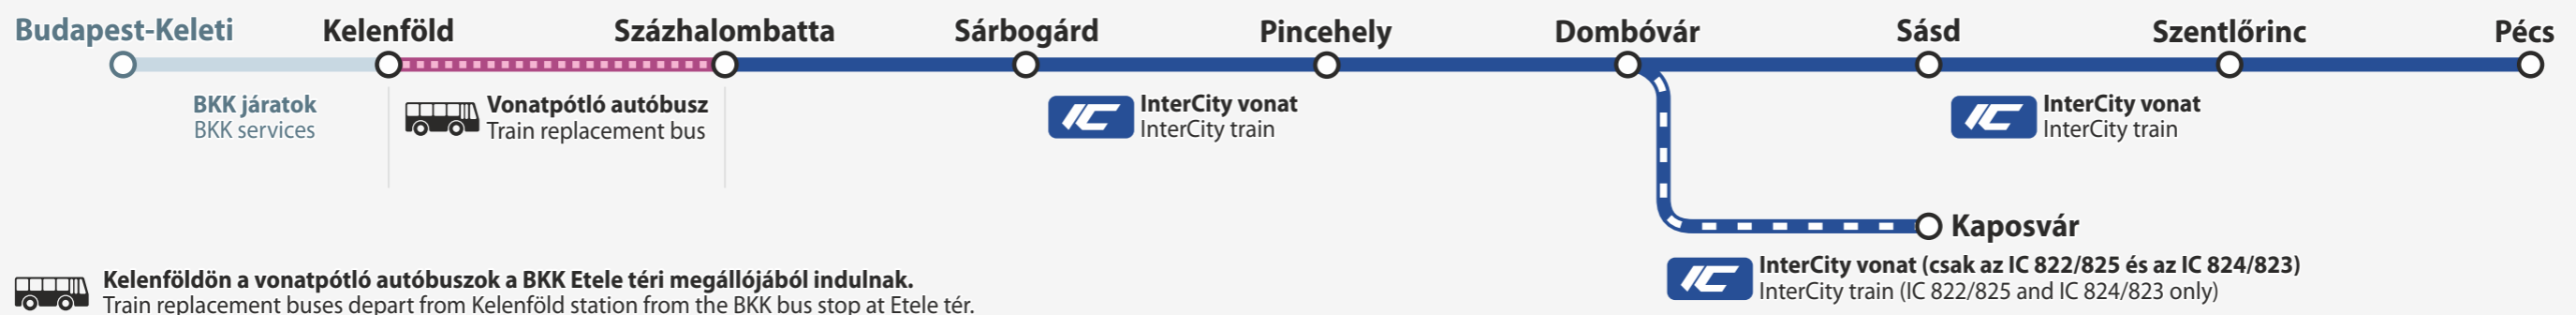 Budapest-Keleti
Kelenföld
Százhalombatta
Sárbogárd
Pincehely
Dombóvár
Sásd
Szentlőrinc
Pécs
BKK járatok
BKK services
Vonatpótló autóbusz
Train replacement bus
IC
InterCity vonat
InterCity train
IC
InterCity vonat
InterCity train
Kaposvár
IC
InterCity vonat (csak az IC 822/825 és az IC 824/823)
InterCity train (IC 822/825 and IC 824/823 only)
Kelenföldön a vonatpótló autóbuszok a BKK Etele téri megállójából indulnak.
Train replacement buses depart from Kelenföld station from the BKK bus stop at Etele tér.